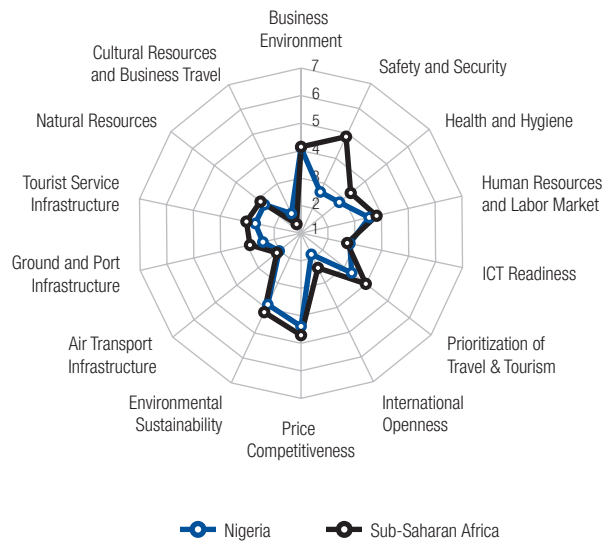 Business
Environment
Cultural Resources
and Business Travel
Safety and Security
Natural Resources
Health and Hygiene
Tourist Service
Infrastructure
Human Resources
and Labor Market
Ground and Port
Infrastructure
ICT Readiness
Air Transport
Infrastructure
Prioritization of
Travel & Tourism
Environmental
Sustainability
International
Openness
Price
Competitiveness
7
6
5
4
3
2
1
Nigeria
Sub-Saharan Africa